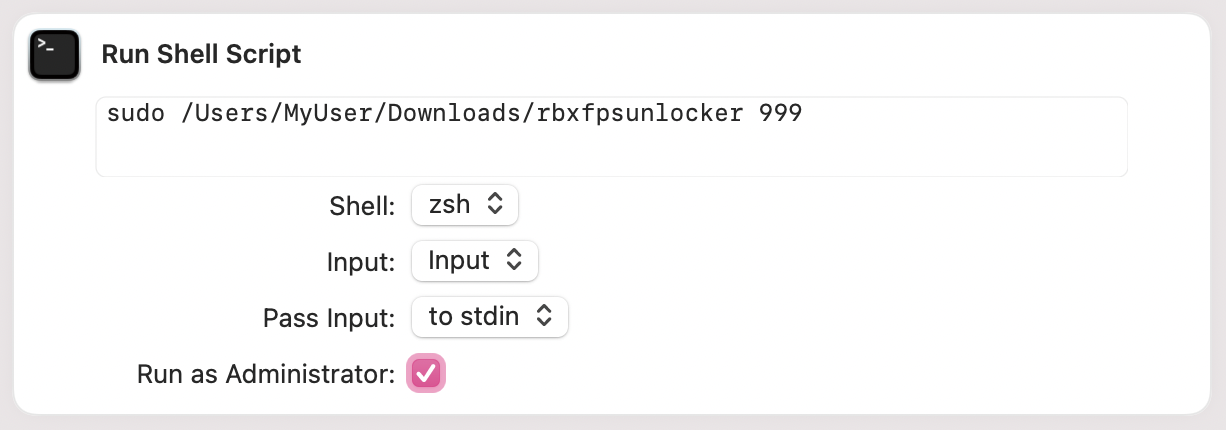 >_
Run Shell Script
sudo /Users/MyUser/Downloads/rbxfpsunlocker 999
Shell: zsh
Input: Input
Pass Input: to stdin
Run as Administrator: